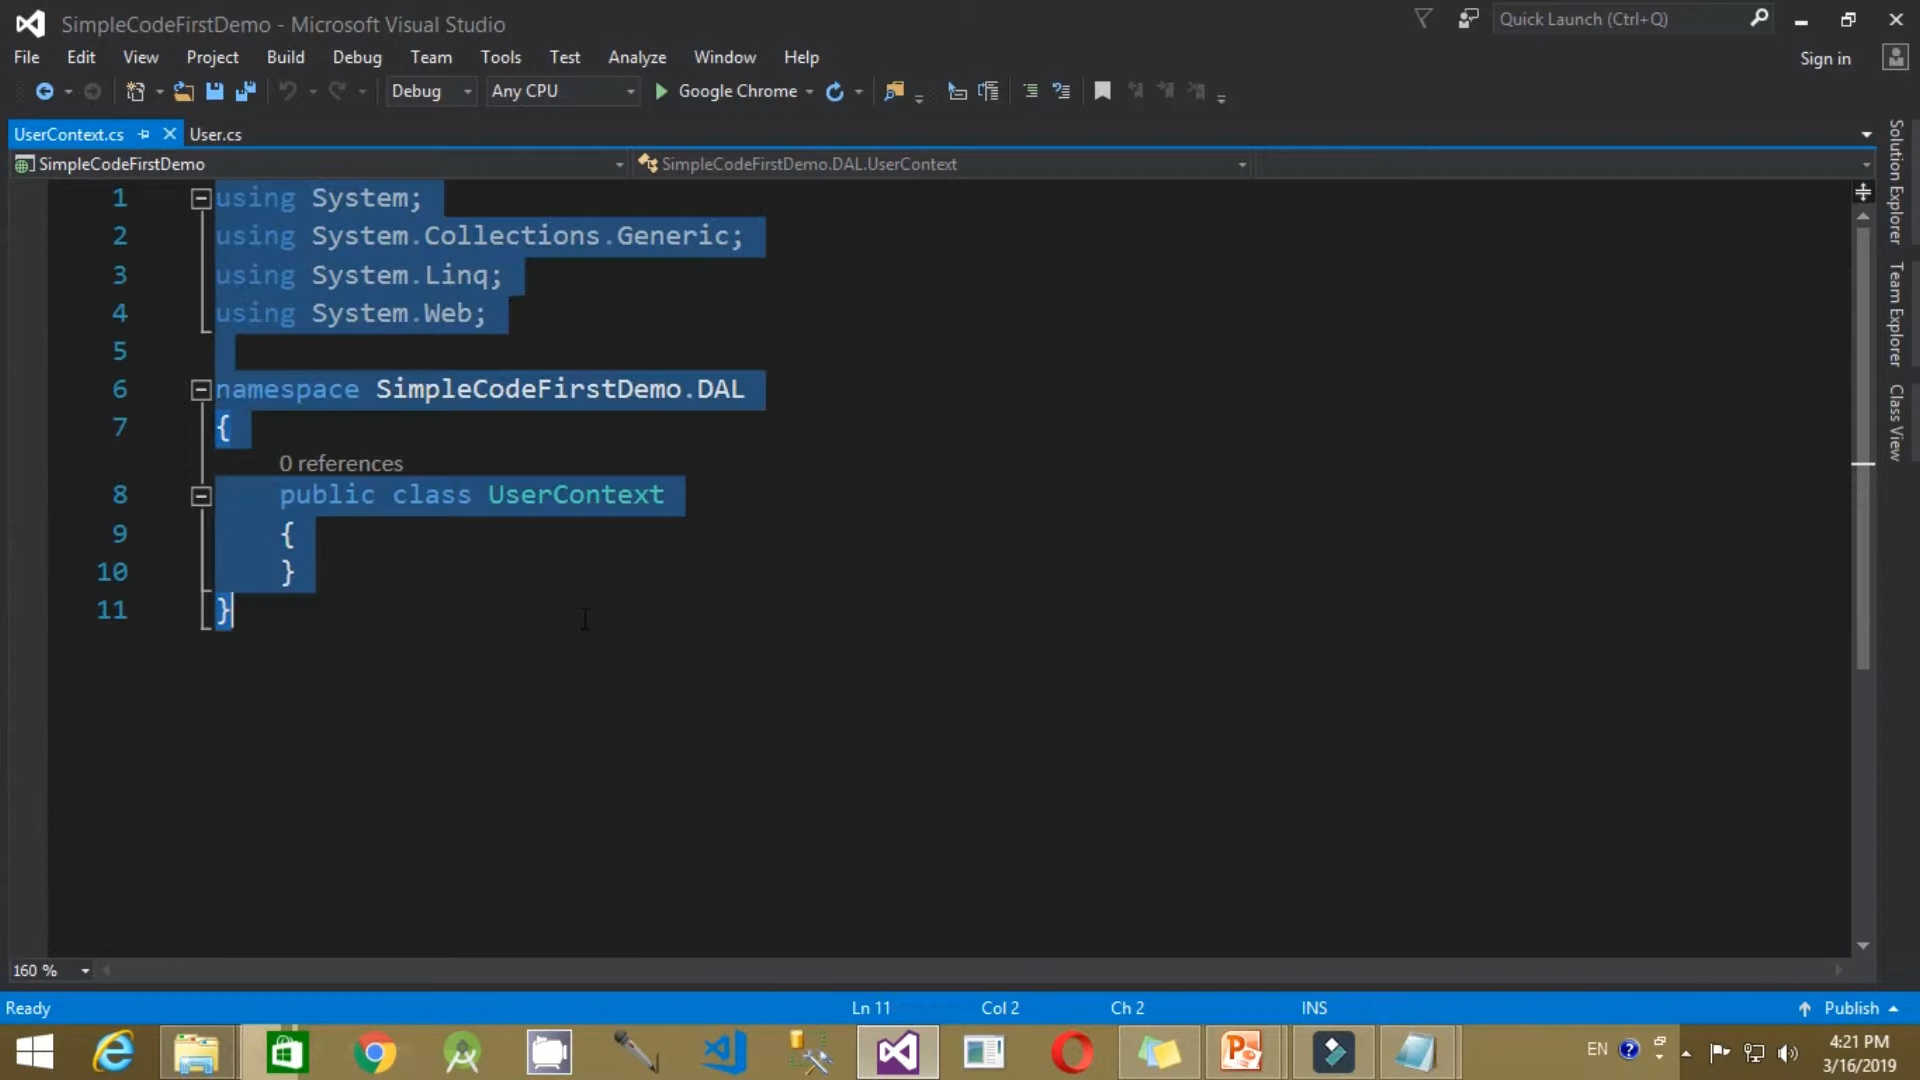 SimpleCodeFirstDemo - Microsoft Visual Studio
Quick Launch (Ctrl+Q)
File Edit View Project Build Debug Team Tools Test Analyze Window Help
Sign in
Debug Any CPU Google Chrome
UserContext.cs User.cs
SimpleCodeFirstDemo SimpleCodeFirstDemo.DAL.UserContext
1 using System;
2 using System.Collections.Generic;
3 using System.Linq;
4 using System.Web;
5
6 namespace SimpleCodeFirstDemo.DAL
7 {
0 references
8 public class UserContext
9 {
10 }
11 }
Solution Explorer
Team Explorer
Class View
160 %
Ready Ln 11 Col 2 Ch 2 INS Publish
EN 4:21 PM
3/16/2019